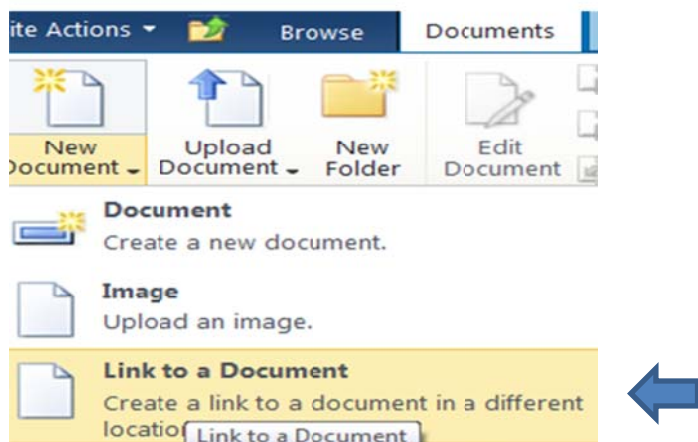 ite Actions Browse Documents
New Document
Upload Document
New Folder
Edit Document
Document
Create a new document.
Image
Upload an image.
Link to a Document
Create a link to a document in a different
locatio
Link to a Document